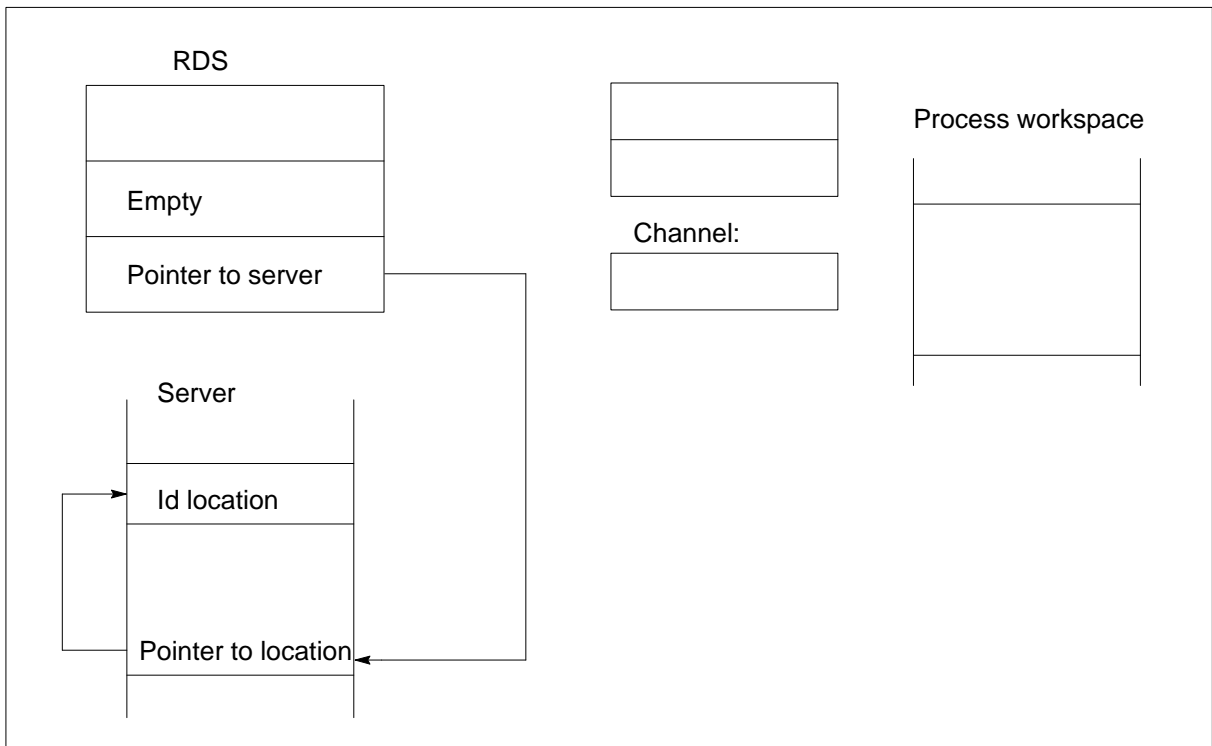 RDS
Empty
Pointer to server
Server
Id location
Pointer to location
Channel:
Process workspace